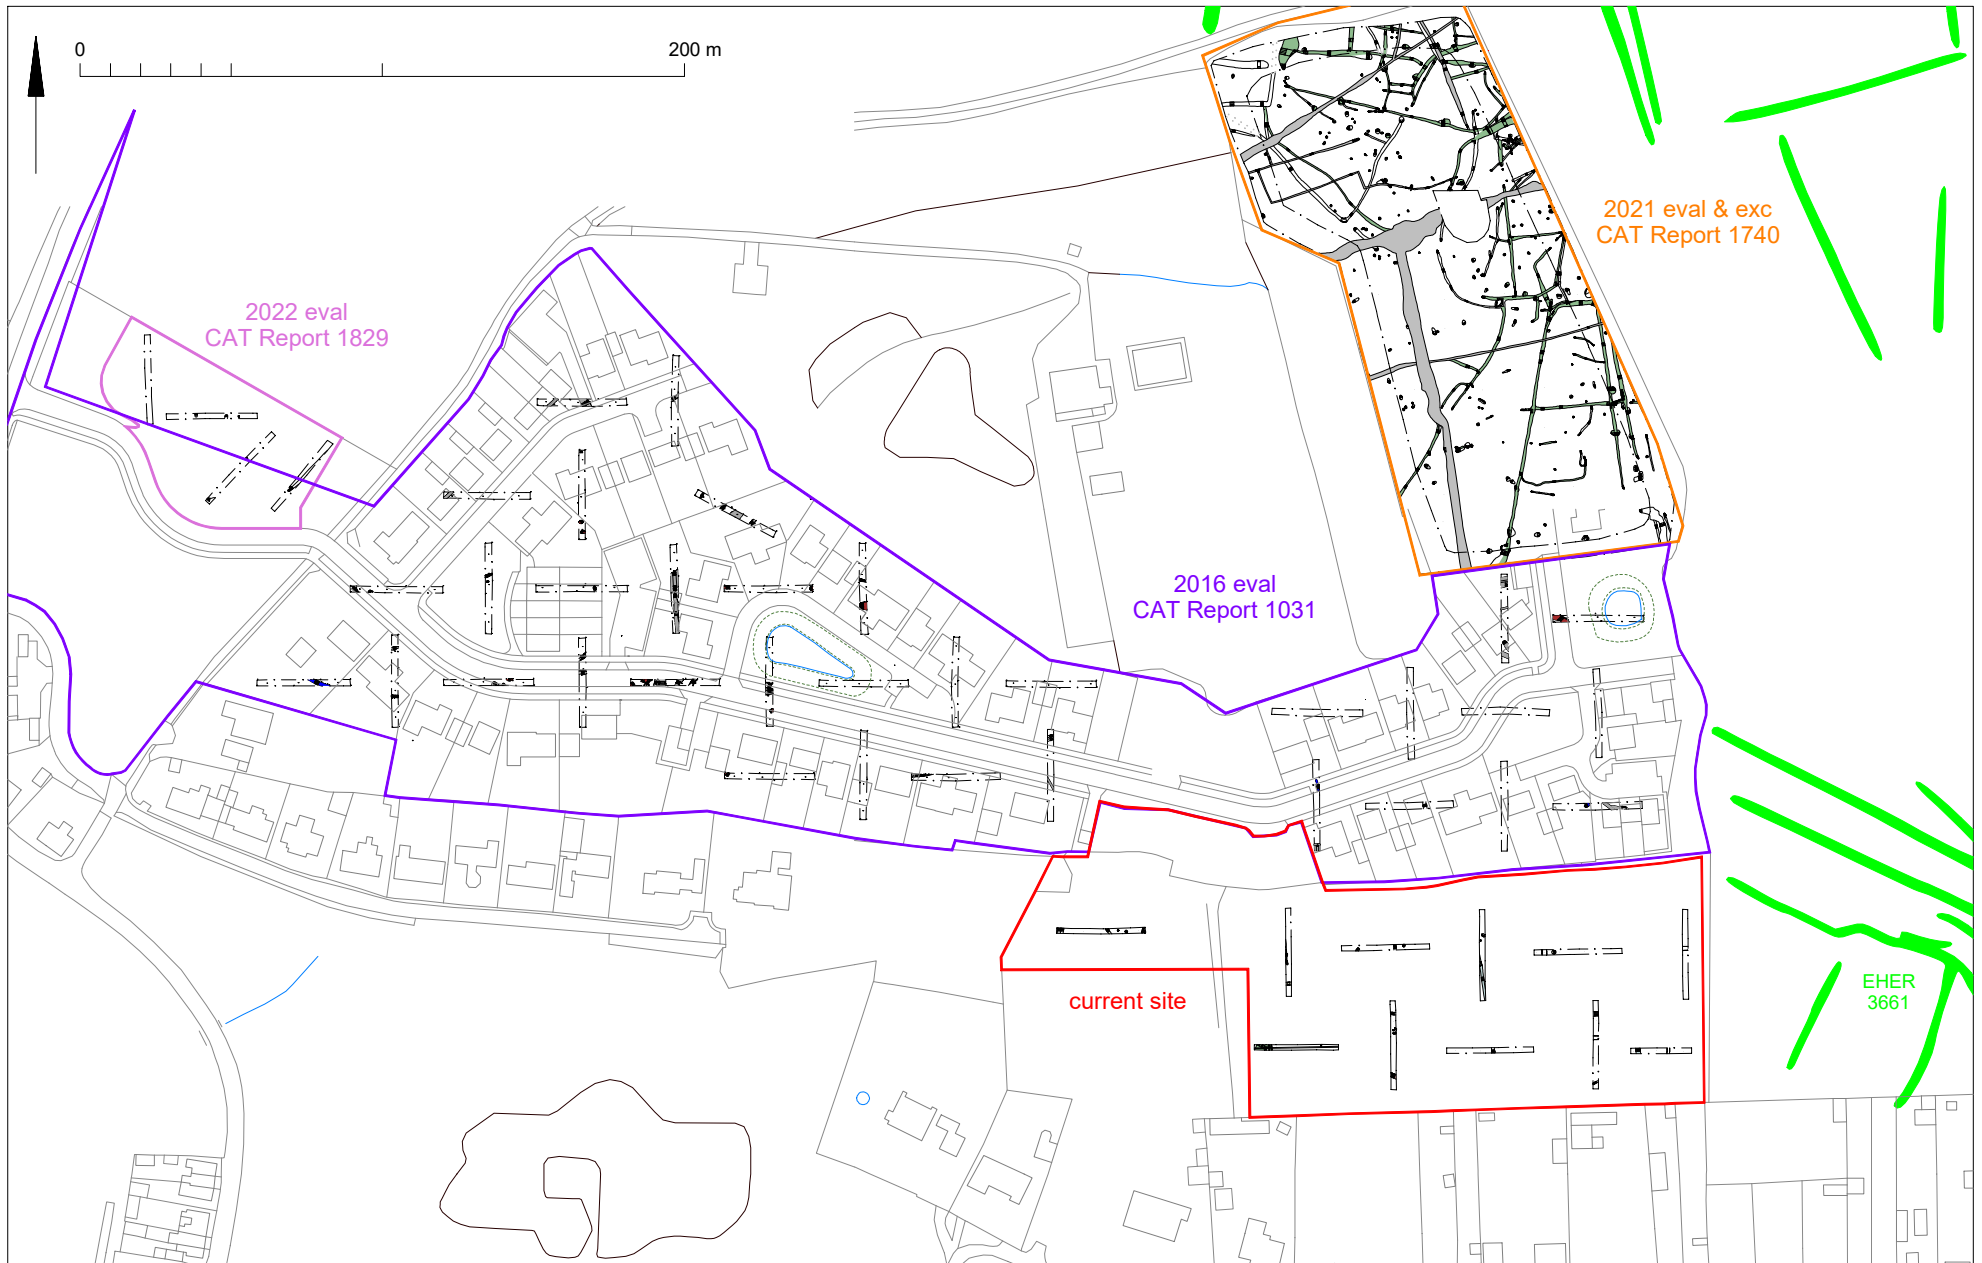 0
200 m
2021 eval & exc
CAT Report 1740
2022 eval
CAT Report 1829
2016 eval
CAT Report 1031
current site
EHER
3661